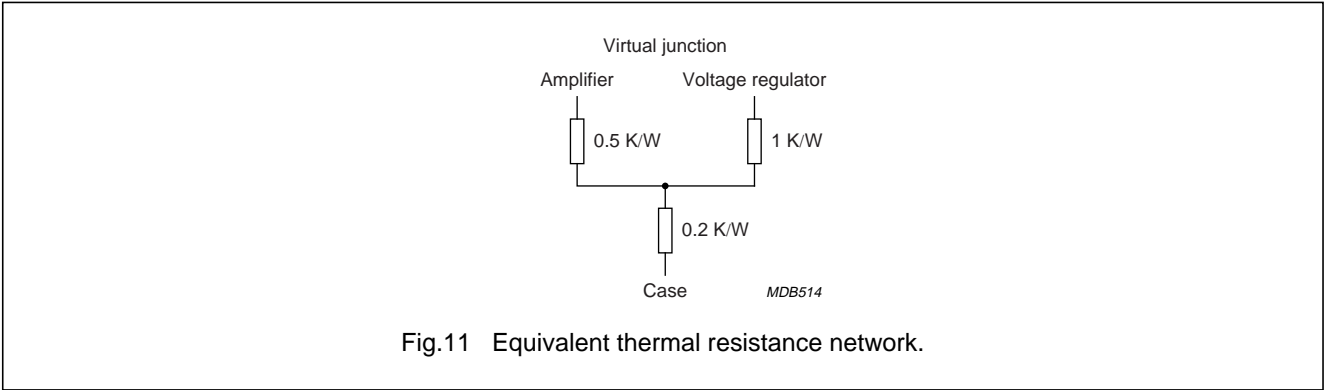 Virtual junction
Amplifier Voltage regulator
0.5 K/W 1 K/W
0.2 K/W
Case MDB514
Fig.11 Equivalent thermal resistance network.